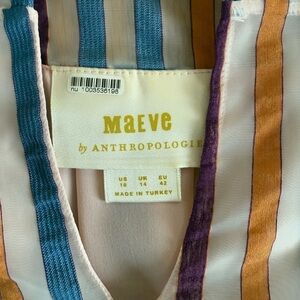 nu 1003536196
MAEVE
by ANTHROPOLOGIE
US UK EU
10 14 42
MADE IN TURKEY